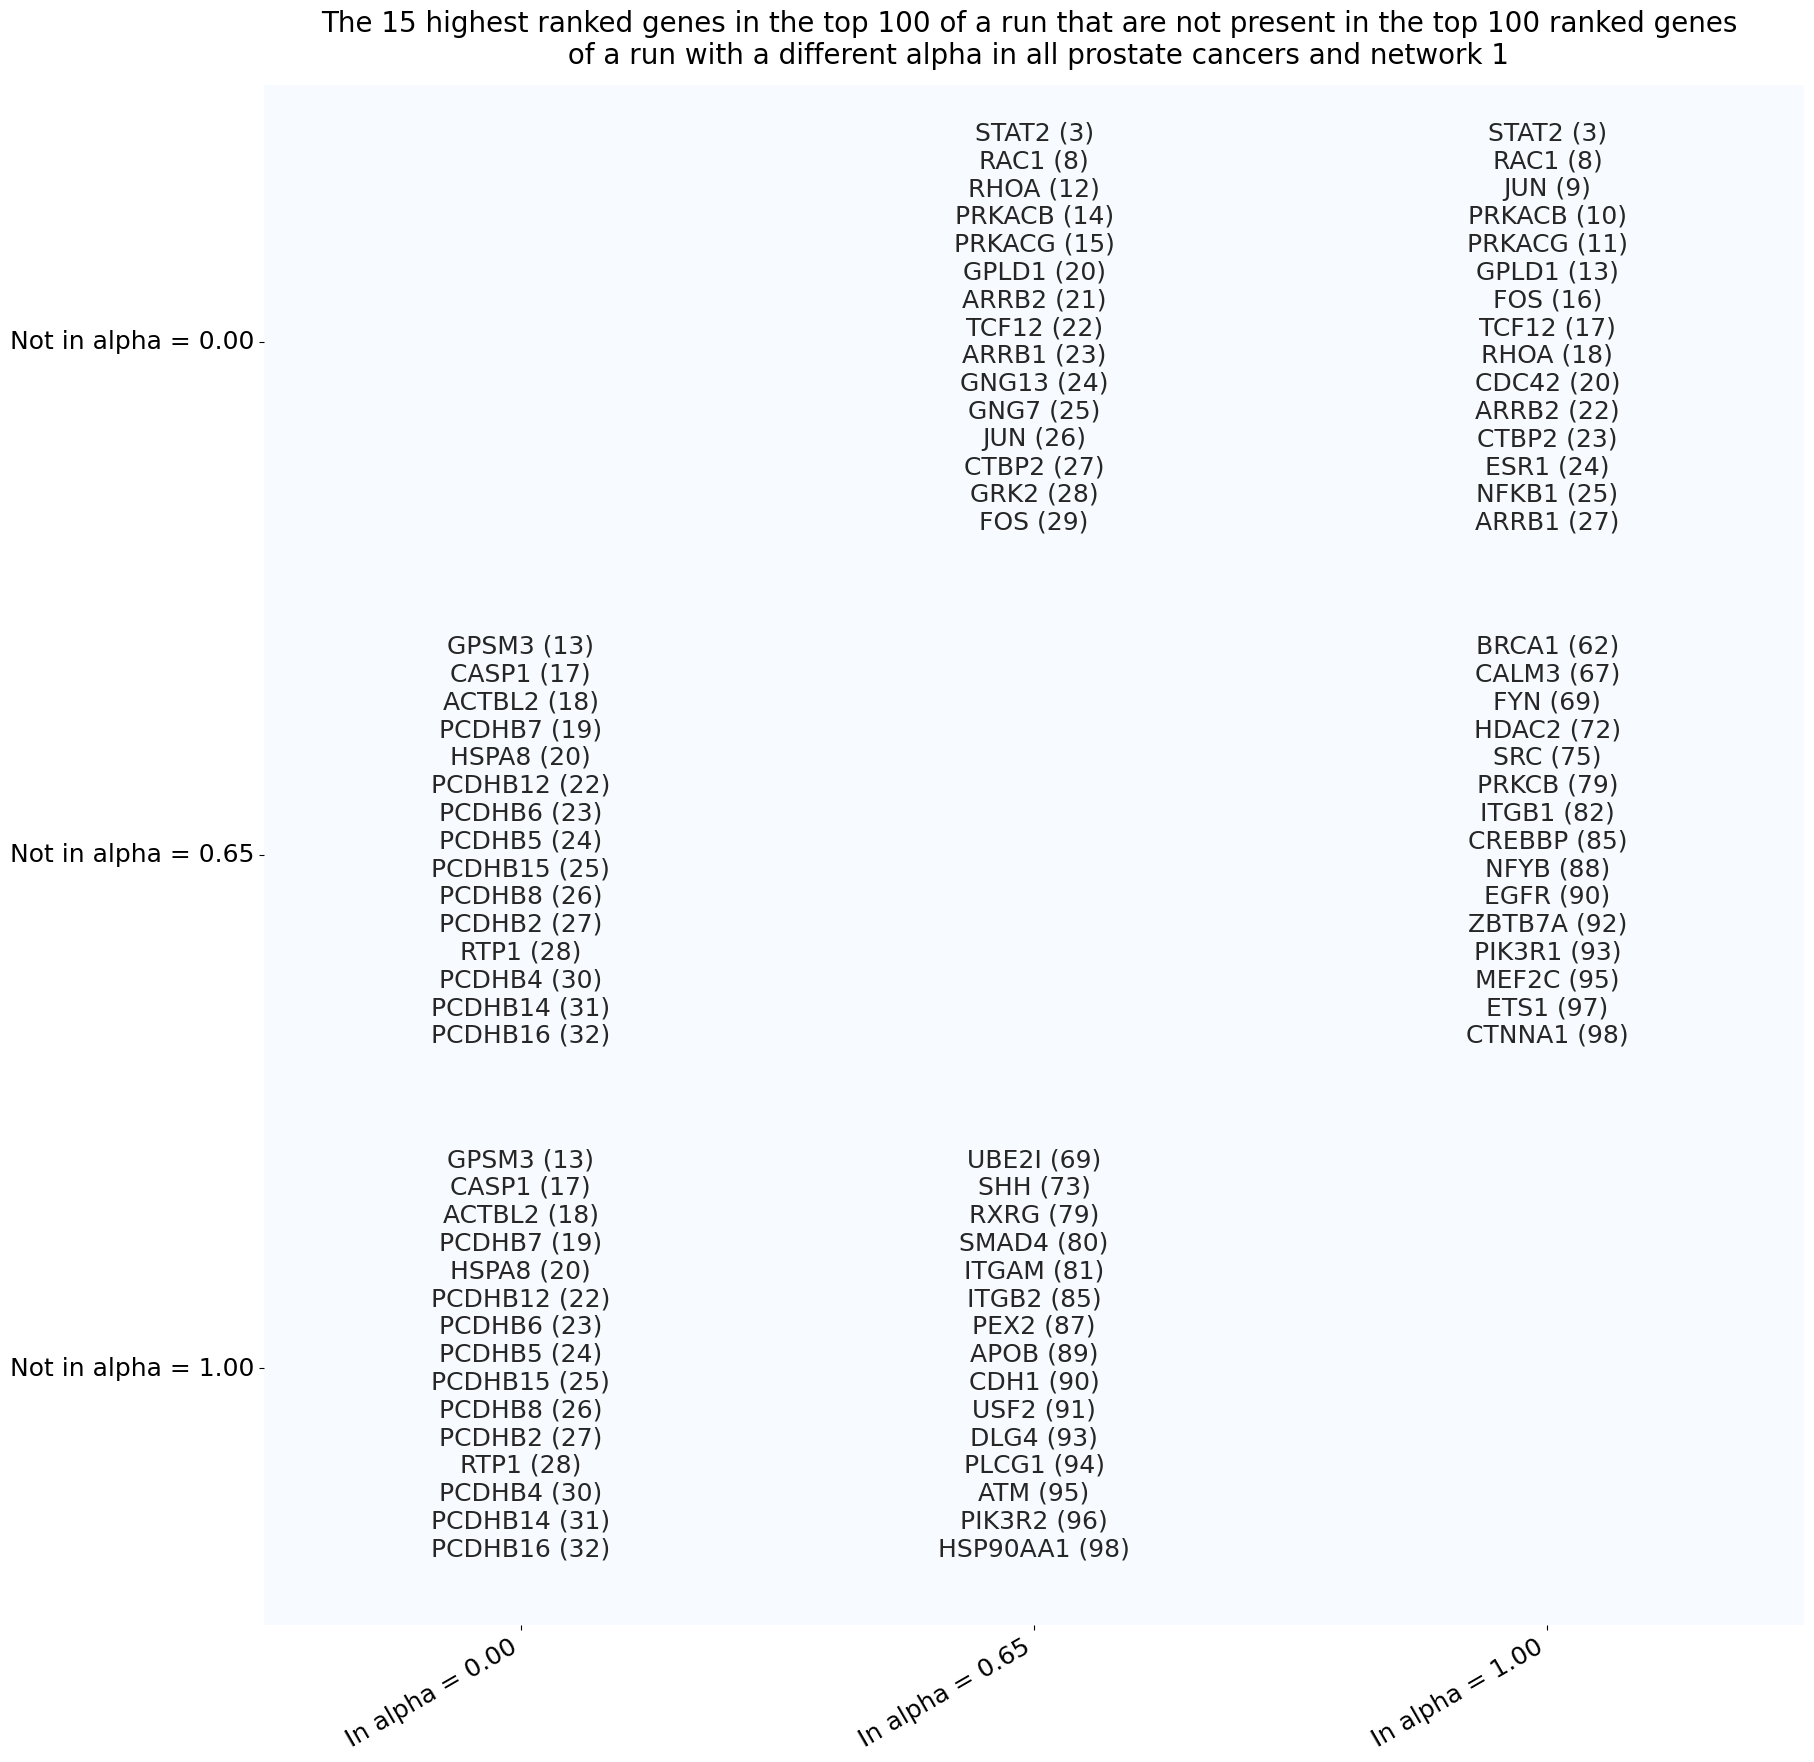 The 15 highest ranked genes in the top 100 of a run that are not present in the top 100 ranked genes
of a run with a different alpha in all prostate cancers and network 1
Not in alpha = 0.00
STAT2 (3)
RAC1 (8)
RHOA (12)
PRKACB (14)
PRKACG (15)
GPLD1 (20)
ARRB2 (21)
TCF12 (22)
ARRB1 (23)
GNG13 (24)
GNG7 (25)
JUN (26)
CTBP2 (27)
GRK2 (28)
FOS (29)
STAT2 (3)
RAC1 (8)
JUN (9)
PRKACB (10)
PRKACG (11)
GPLD1 (13)
FOS (16)
TCF12 (17)
RHOA (18)
CDC42 (20)
ARRB2 (22)
CTBP2 (23)
ESR1 (24)
NFKB1 (25)
ARRB1 (27)
Not in alpha = 0.65
GPSM3 (13)
CASP1 (17)
ACTBL2 (18)
PCDHB7 (19)
HSPA8 (20)
PCDHB12 (22)
PCDHB6 (23)
PCDHB5 (24)
PCDHB15 (25)
PCDHB8 (26)
PCDHB2 (27)
RTP1 (28)
PCDHB4 (30)
PCDHB14 (31)
PCDHB16 (32)
BRCA1 (62)
CALM3 (67)
FYN (69)
HDAC2 (72)
SRC (75)
PRKCB (79)
ITGB1 (82)
CREBBP (85)
NFYB (88)
EGFR (90)
ZBTB7A (92)
PIK3R1 (93)
MEF2C (95)
ETS1 (97)
CTNNA1 (98)
Not in alpha = 1.00
GPSM3 (13)
CASP1 (17)
ACTBL2 (18)
PCDHB7 (19)
HSPA8 (20)
PCDHB12 (22)
PCDHB6 (23)
PCDHB5 (24)
PCDHB15 (25)
PCDHB8 (26)
PCDHB2 (27)
RTP1 (28)
PCDHB4 (30)
PCDHB14 (31)
PCDHB16 (32)
UBE2I (69)
SHH (73)
RXRG (79)
SMAD4 (80)
ITGAM (81)
ITGB2 (85)
PEX2 (87)
APOB (89)
CDH1 (90)
USF2 (91)
DLG4 (93)
PLCG1 (94)
ATM (95)
PIK3R2 (96)
HSP90AA1 (98)
In alpha = 0.00
In alpha = 0.65
In alpha = 1.00